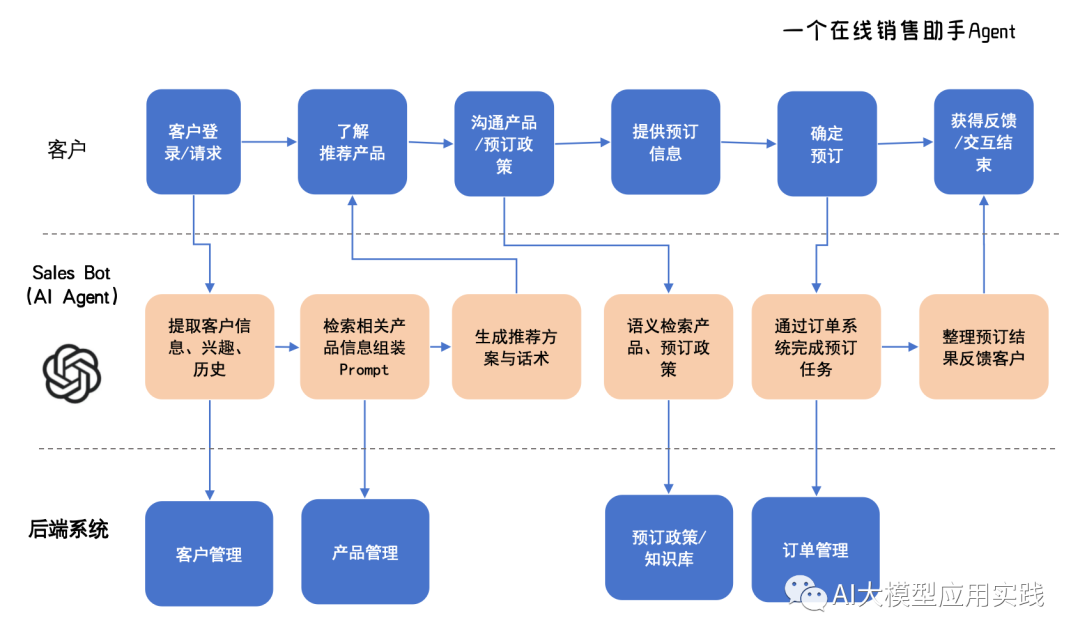 一个在线销售助手Agent
客户
客户登
录/请求
了解
推荐产品
沟通产品
/预订政
策
提供预订
信息
确定
预订
获得反馈
/交互结
束
Sales Bot
(AI Agent)
提取客户信
息、兴趣、
历史
检索相关产
品信息组装
Prompt
生成推荐方
案与话术
语义检索产
品、预订政
策
通过订单系
统完成预订
任务
整理预订结
果反馈客户
后端系统
客户管理
产品管理
预订政策/
知识库
订单管理
AI大模型应用实践